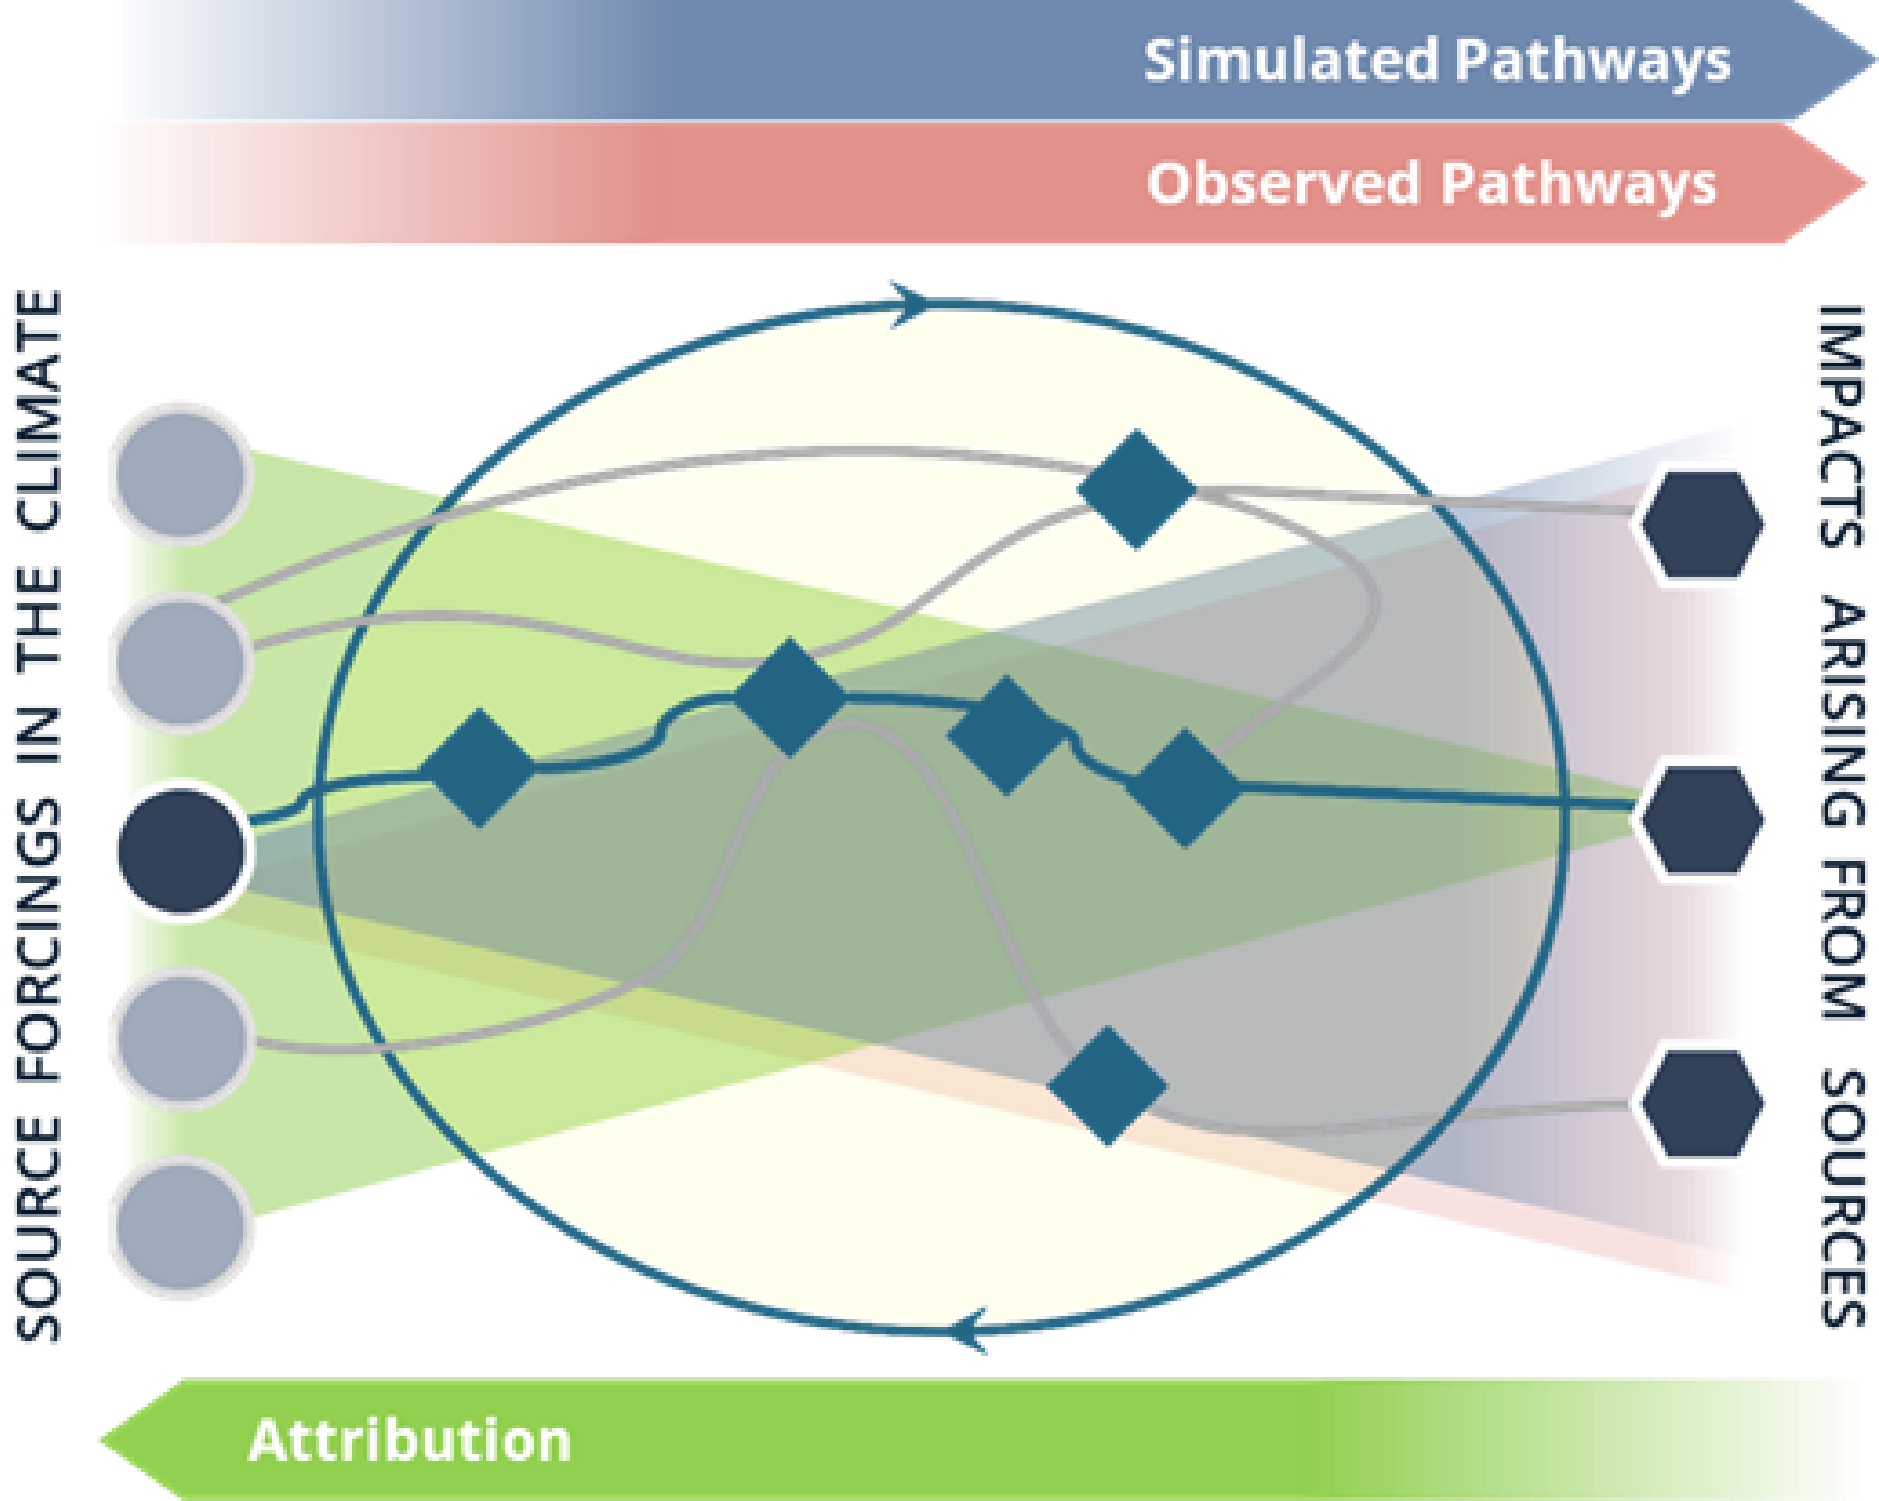 Simulated Pathways
Observed Pathways
SOURCE FORCINGS IN THE CLIMATE
IMPACTS ARISING FROM SOURCES
Attribution